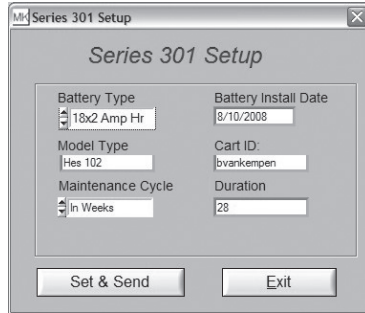 MK Series 301 Setup
Series 301 Setup
Battery Type
18x2 Amp Hr
Battery Install Date
8/10/2008
Model Type
Hes 102
Cart ID:
bvankempen
Maintenance Cycle
In Weeks
Duration
28
Set & Send
Exit